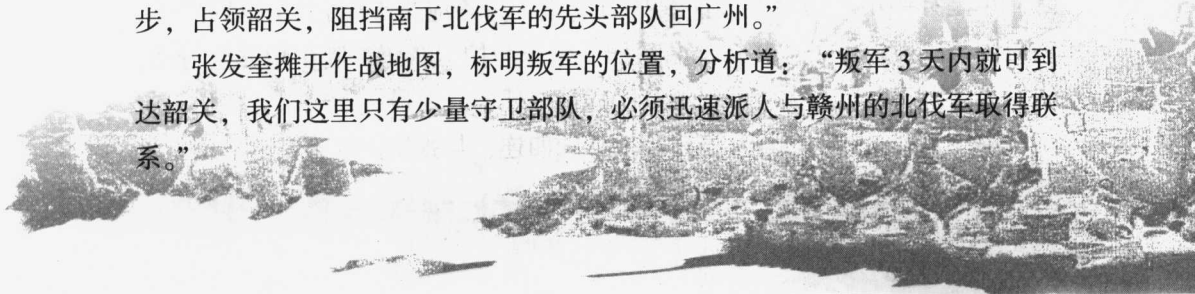 步，占领韶关，阻挡南下北伐军的先头部队回广州。”
张发奎摊开作战地图，标明叛军的位置，分析道：“叛军3天内就可到
达韶关，我们这里只有少量守卫部队，必须迅速派人与赣州的北伐军取得联
系。”